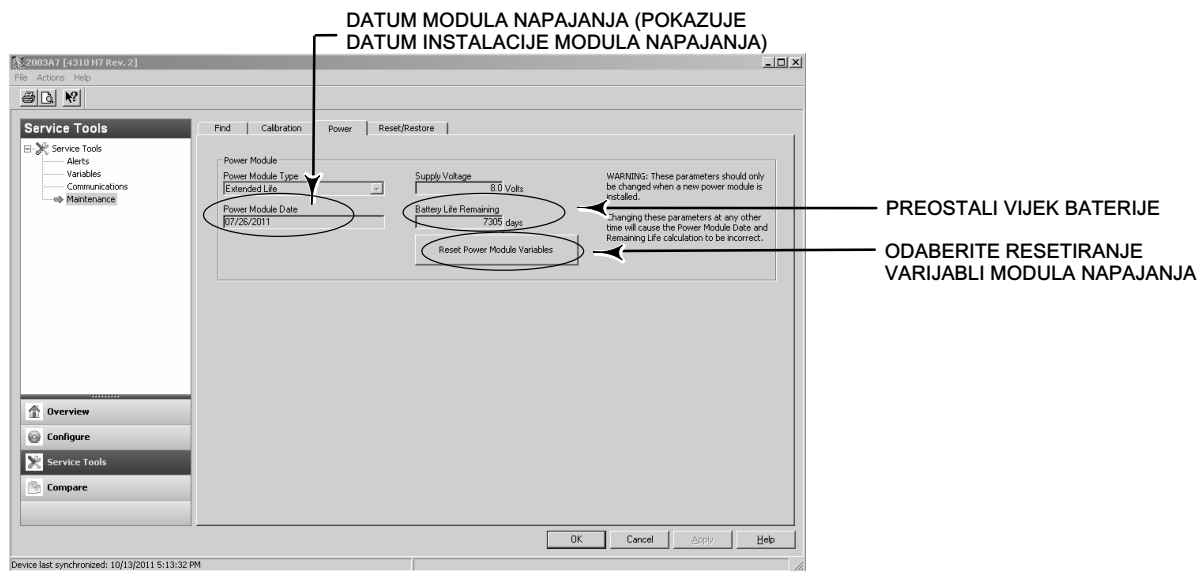 DATUM MODULA NAPAJANJA (POKAZUJE
DATUM INSTALACIJE MODULA NAPAJANJA)
2003A7 [4310 H7 Rev. 2]
File Actions Help
Service Tools
Service Tools
Alerts
Variables
Communications
Maintenance
Find
Calibration
Power
Reset/Restore
Power Module
Power Module Type
Extended Life
Supply Voltage
8.0 Volts
Power Module Date
07/26/2011
Battery Life Remaining
7305 days
Reset Power Module Variables
WARNING: These parameters should only
be changed when a new power module is
installed.
Changing these parameters at any other
time will cause the Power Module Date and
Remaining Life calculation to be incorrect.
PREOSTALI VIJEK BATERIJE
ODABERITE RESETIRANJE
VARIJABLI MODULA NAPAJANJA
Overview
Configure
Service Tools
Compare
OK
Cancel
Apply
Help
Device last synchronized: 10/13/2011 5:13:32 PM